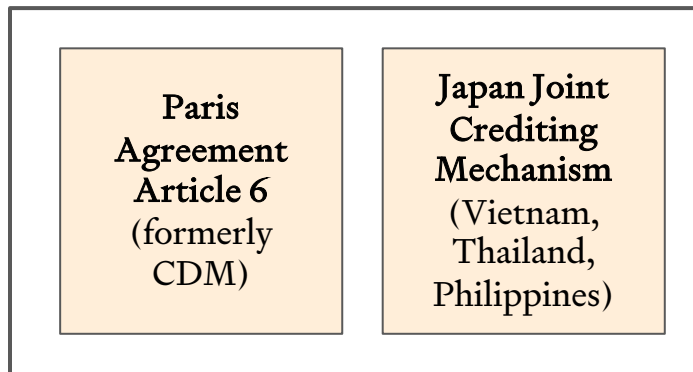 Paris
Agreement
Article 6
(formerly
CDM)
Japan Joint
Crediting
Mechanism
(Vietnam,
Thailand,
Philippines)